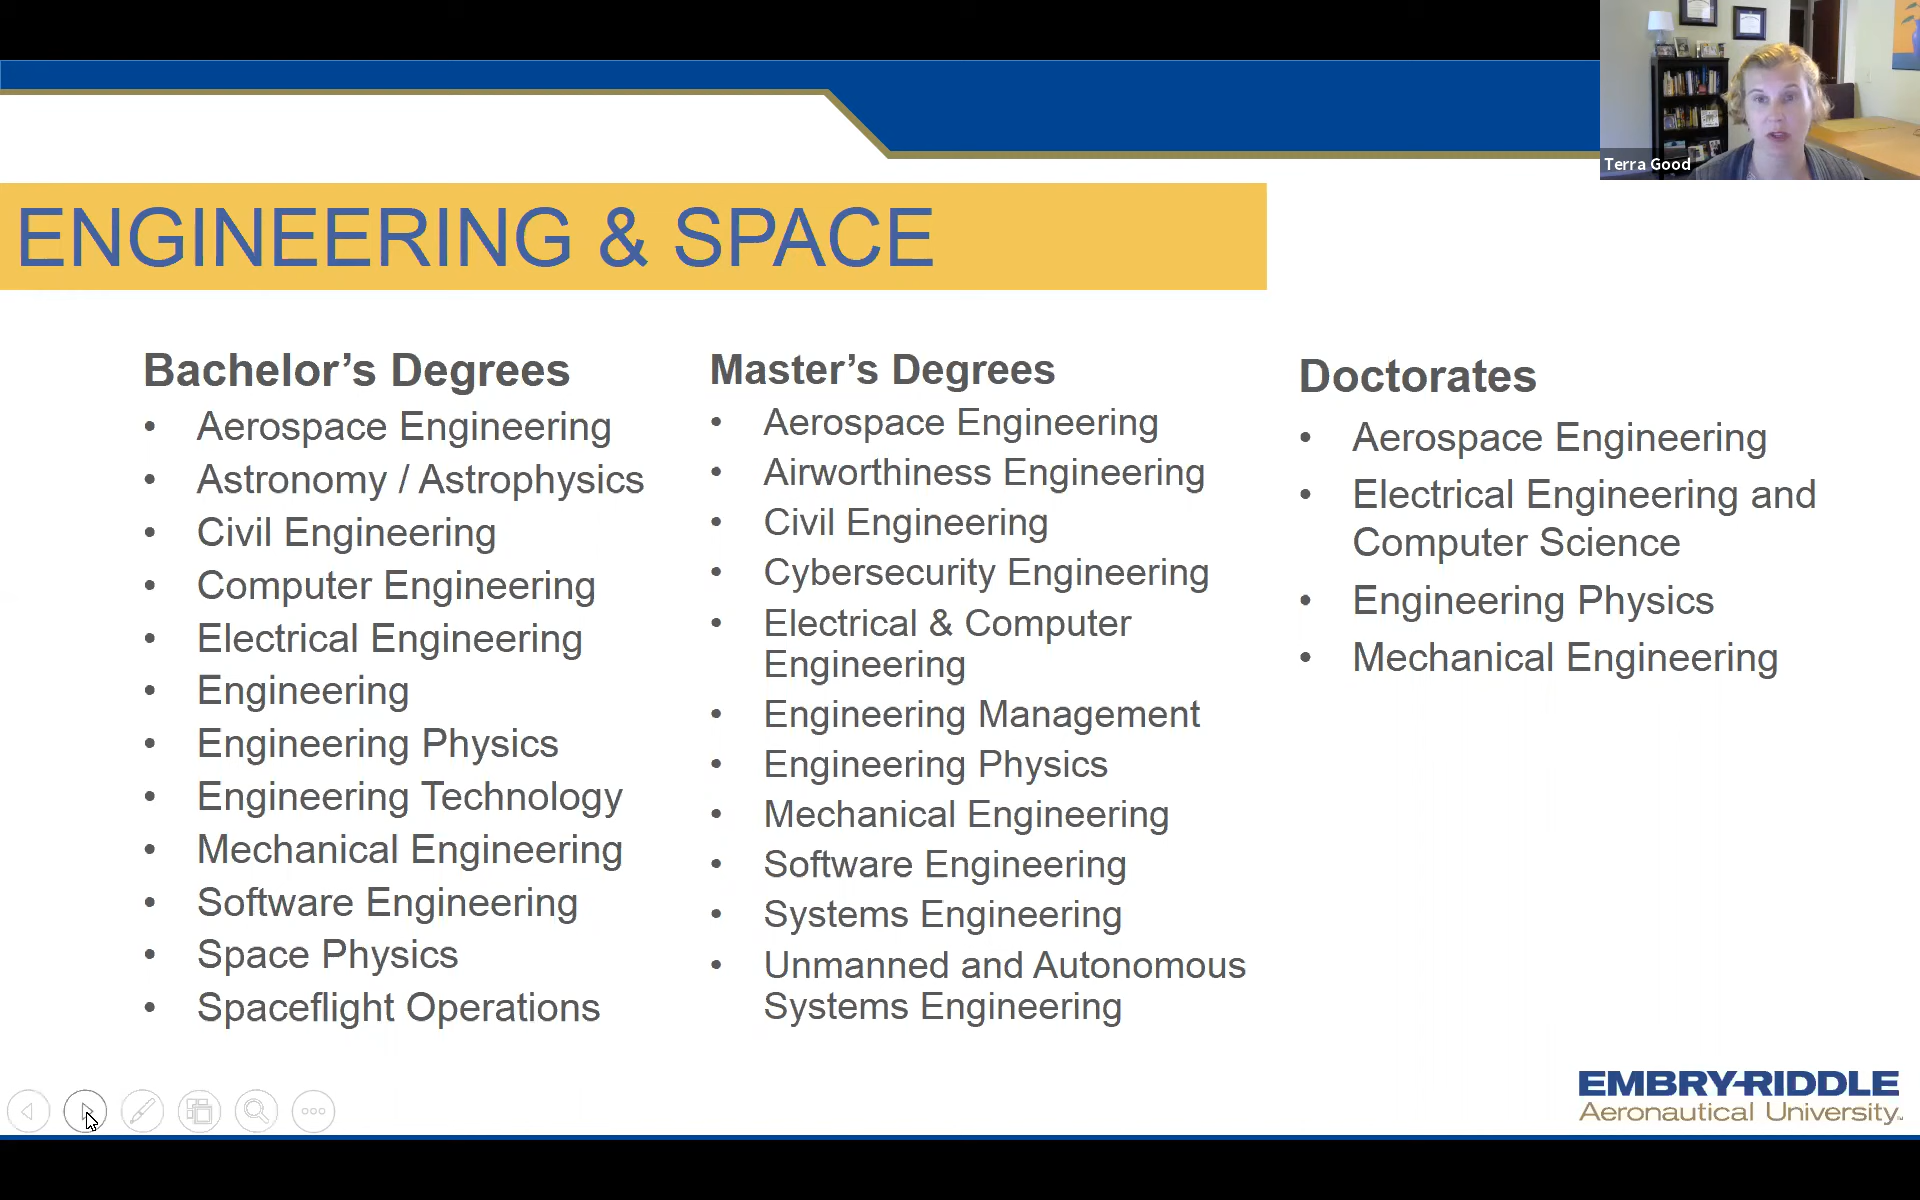 Terra Good
ENGINEERING & SPACE
Bachelor’s Degrees
• Aerospace Engineering
• Astronomy / Astrophysics
• Civil Engineering
• Computer Engineering
• Electrical Engineering
• Engineering
• Engineering Physics
• Engineering Technology
• Mechanical Engineering
• Software Engineering
• Space Physics
• Spaceflight Operations
Master’s Degrees
• Aerospace Engineering
• Airworthiness Engineering
• Civil Engineering
• Cybersecurity Engineering
• Electrical & Computer
Engineering
• Engineering Management
• Engineering Physics
• Mechanical Engineering
• Software Engineering
• Systems Engineering
• Unmanned and Autonomous
Systems Engineering
Doctorates
• Aerospace Engineering
• Electrical Engineering and
Computer Science
• Engineering Physics
• Mechanical Engineering
EMBRY-RIDDLE
Aeronautical University™